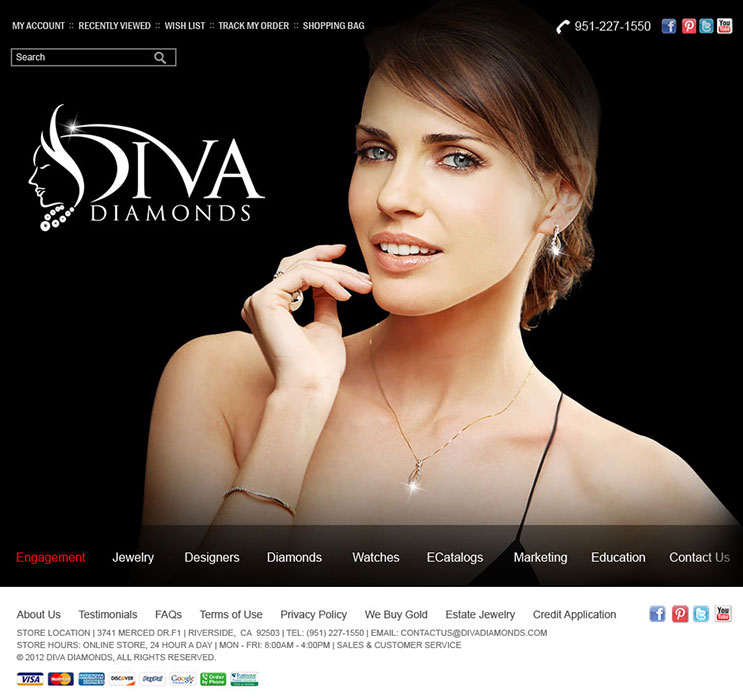 MY ACCOUNT :: RECENTLY VIEWED :: WISH LIST :: TRACK MY ORDER :: SHOPPING BAG
951-227-1550
You Tube
Search
DIVA
DIAMONDS
Engagement Jewelry Designers Diamonds Watches ECatalogs Marketing Education Contact Us
About Us Testimonials FAQs Terms of Use Privacy Policy We Buy Gold Estate Jewelry Credit Application
You Tube
STORE LOCATION | 3741 MERCED DR.F1 | RIVERSIDE, CA 92503 | TEL: (951) 227-1550 | EMAIL: CONTACTUS@DIVADIAMONDS.COM
STORE HOURS: ONLINE STORE, 24 HOUR A DAY | MON - FRI: 8:00AM - 4:00PM | SALES & CUSTOMER SERVICE
© 2012 DIVA DIAMONDS, ALL RIGHTS RESERVED.
VISA MasterCard AMERICAN EXPRESS DISCOVER PayPal Google Order By Phone